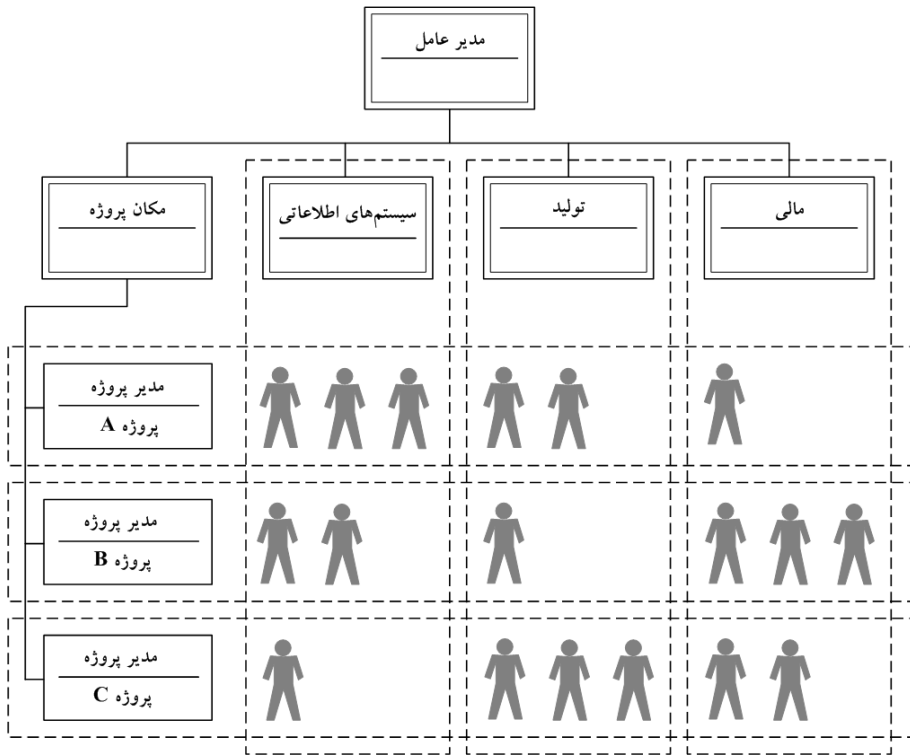 مدیر عامل
مالی
تولید
سیستم‌های اطلاعاتی
مکان پروژه
مدیر پروژه
پروژه A
مدیر پروژه
پروژه B
مدیر پروژه
پروژه C